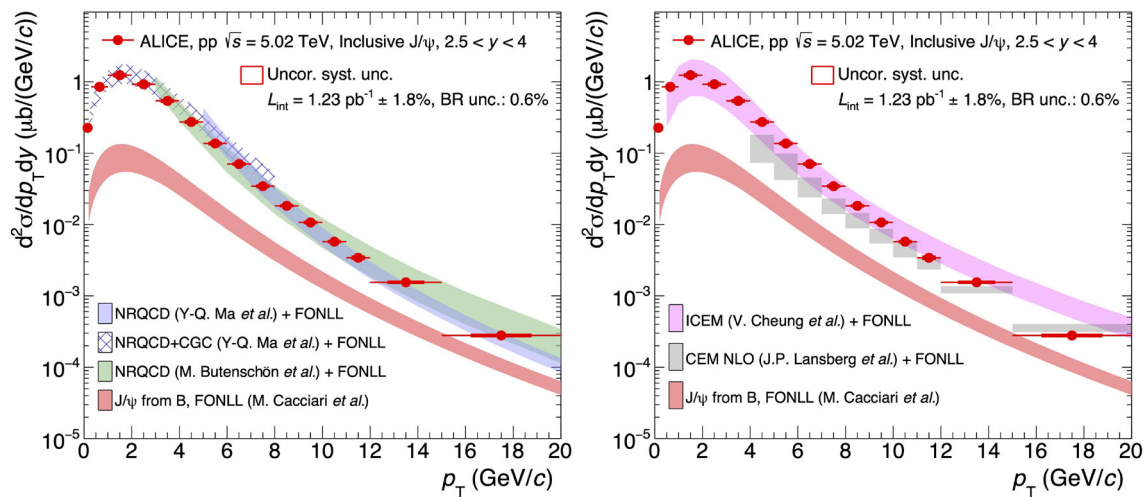 ALICE, pp √s = 5.02 TeV, Inclusive J/ψ, 2.5 < y < 4
Uncor. syst. unc.
L_int = 1.23 pb⁻¹ ± 1.8%, BR unc.: 0.6%
d²σ/dp_T dy (μb/(GeV/c))
1
10⁻¹
10⁻²
10⁻³
10⁻⁴
10⁻⁵
NRQCD (Y-Q. Ma et al.) + FONLL
NRQCD+CGC (Y-Q. Ma et al.) + FONLL
NRQCD (M. Butenschön et al.) + FONLL
J/ψ from B, FONLL (M. Cacciari et al.)
0 2 4 6 8 10 12 14 16 18 20
p_T (GeV/c)
ALICE, pp √s = 5.02 TeV, Inclusive J/ψ, 2.5 < y < 4
Uncor. syst. unc.
L_int = 1.23 pb⁻¹ ± 1.8%, BR unc.: 0.6%
d²σ/dp_T dy (μb/(GeV/c))
1
10⁻¹
10⁻²
10⁻³
10⁻⁴
10⁻⁵
ICEM (V. Cheung et al.) + FONLL
CEM NLO (J.P. Lansberg et al.) + FONLL
J/ψ from B, FONLL (M. Cacciari et al.)
0 2 4 6 8 10 12 14 16 18 20
p_T (GeV/c)